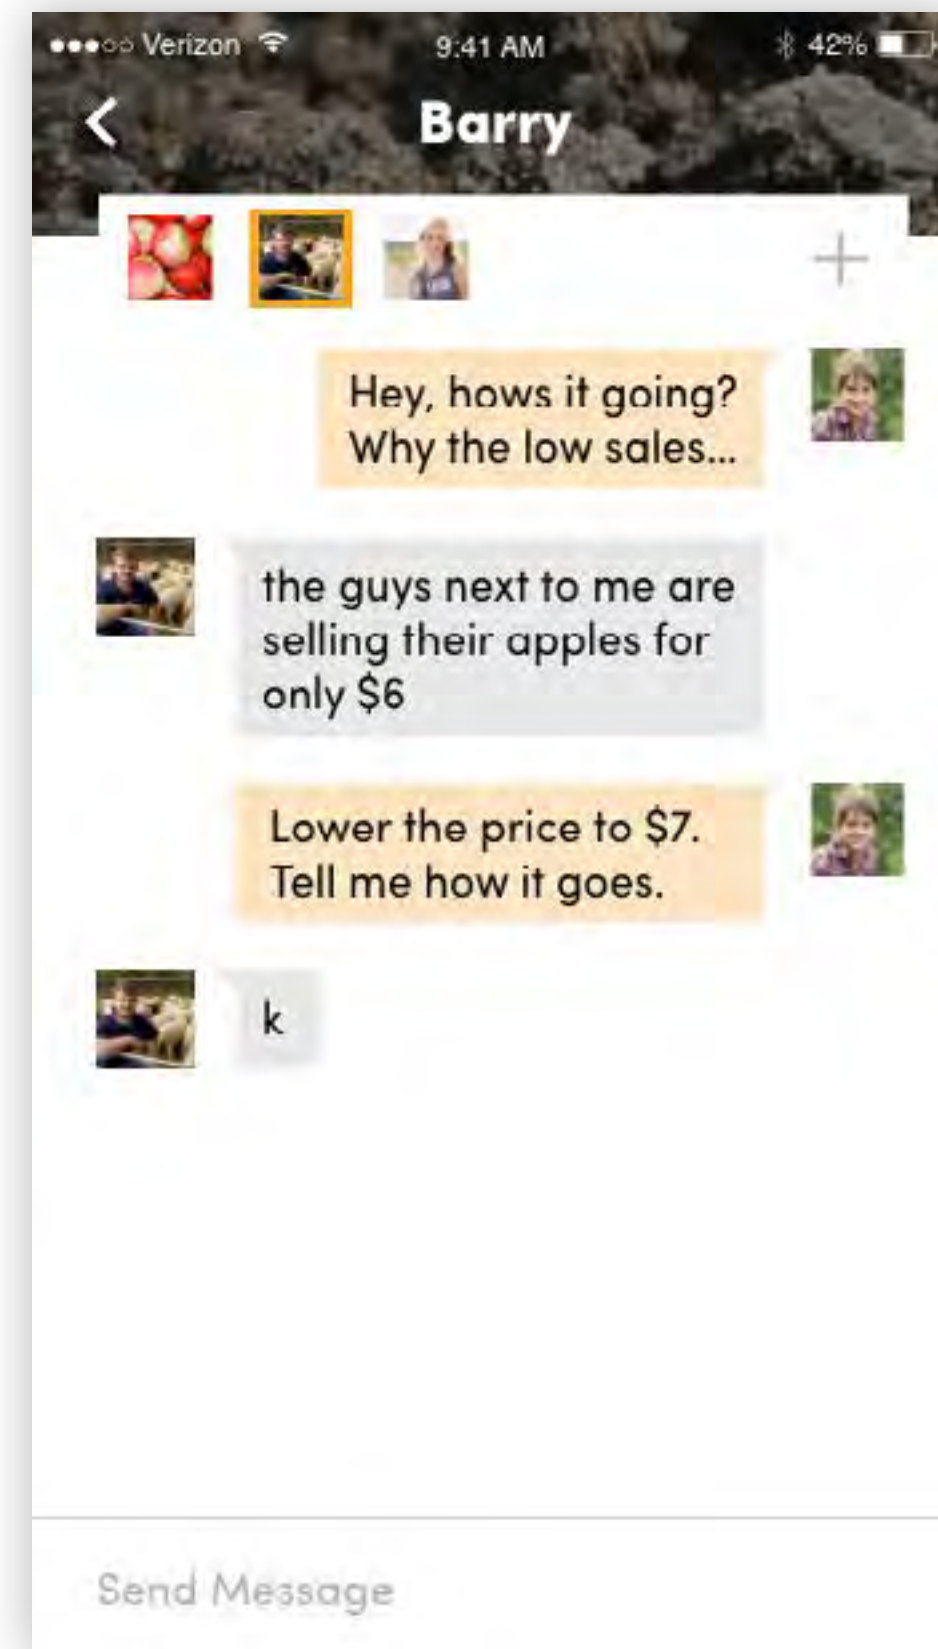 Verizon 9:41 AM 42%
Barry
Hey, hows it going?
Why the low sales...
the guys next to me are
selling their apples for
only $6
Lower the price to $7.
Tell me how it goes.
k
Send Message